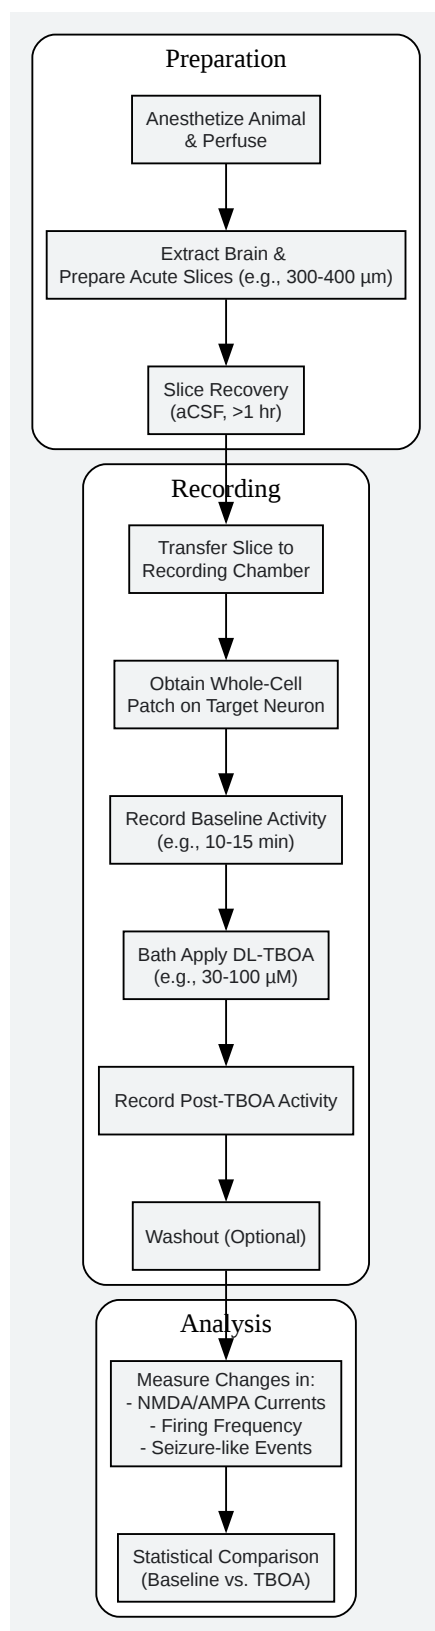 Preparation
Anesthetize Animal
& Perfuse
Extract Brain &
Prepare Acute Slices (e.g., 300-400 µm)
Slice Recovery
(aCSF, >1 hr)
Recording
Transfer Slice to
Recording Chamber
Obtain Whole-Cell
Patch on Target Neuron
Record Baseline Activity
(e.g., 10-15 min)
Bath Apply DL-TBOA
(e.g., 30-100 µM)
Record Post-TBOA Activity
Washout (Optional)
Analysis
Measure Changes in:
- NMDA/AMPA Currents
- Firing Frequency
- Seizure-like Events
Statistical Comparison
(Baseline vs. TBOA)